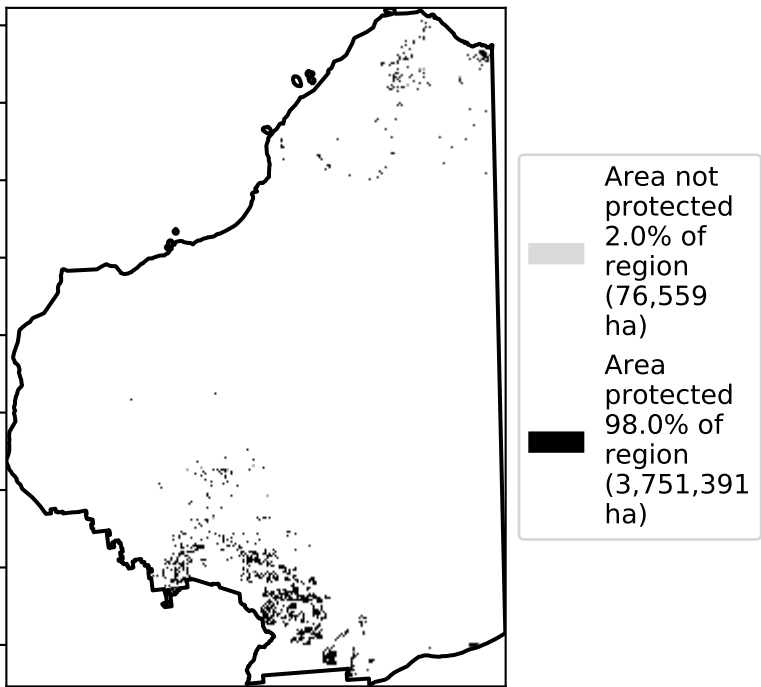 Area not
protected
2.0% of
region
(76,559
ha)
Area
protected
98.0% of
region
(3,751,391
ha)